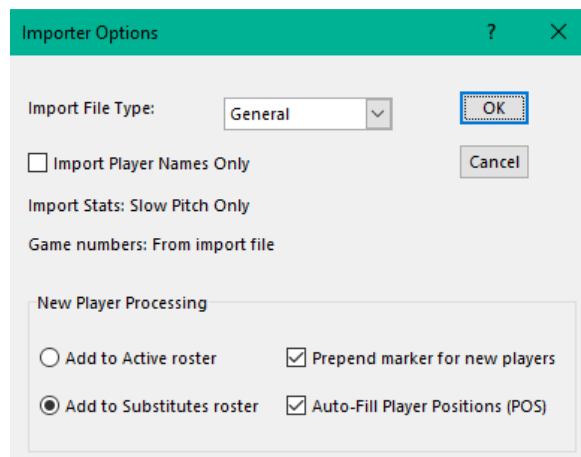 Importer Options ?
Import File Type: General OK
Import Player Names Only Cancel
Import Stats: Slow Pitch Only
Game numbers: From import file
New Player Processing
Add to Active roster Prepend marker for new players
Add to Substitutes roster Auto-Fill Player Positions (POS)